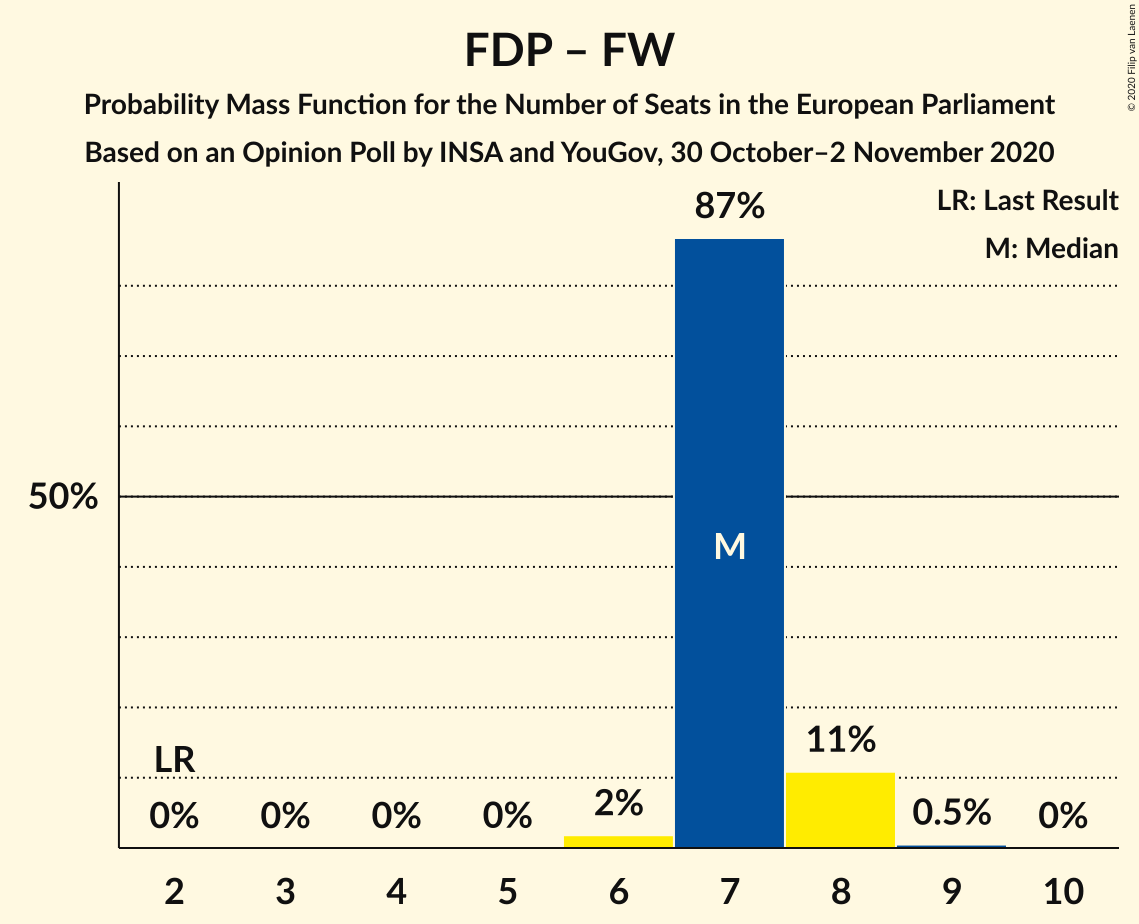 FDP – FW
Probability Mass Function for the Number of Seats in the European Parliament
Based on an Opinion Poll by INSA and YouGov, 30 October–2 November 2020
© 2020 Filip van Laenen
LR: Last Result
M: Median
87%
50%
M
LR
0%
0%
0%
0%
2%
11%
0.5%
0%
2
3
4
5
6
7
8
9
10